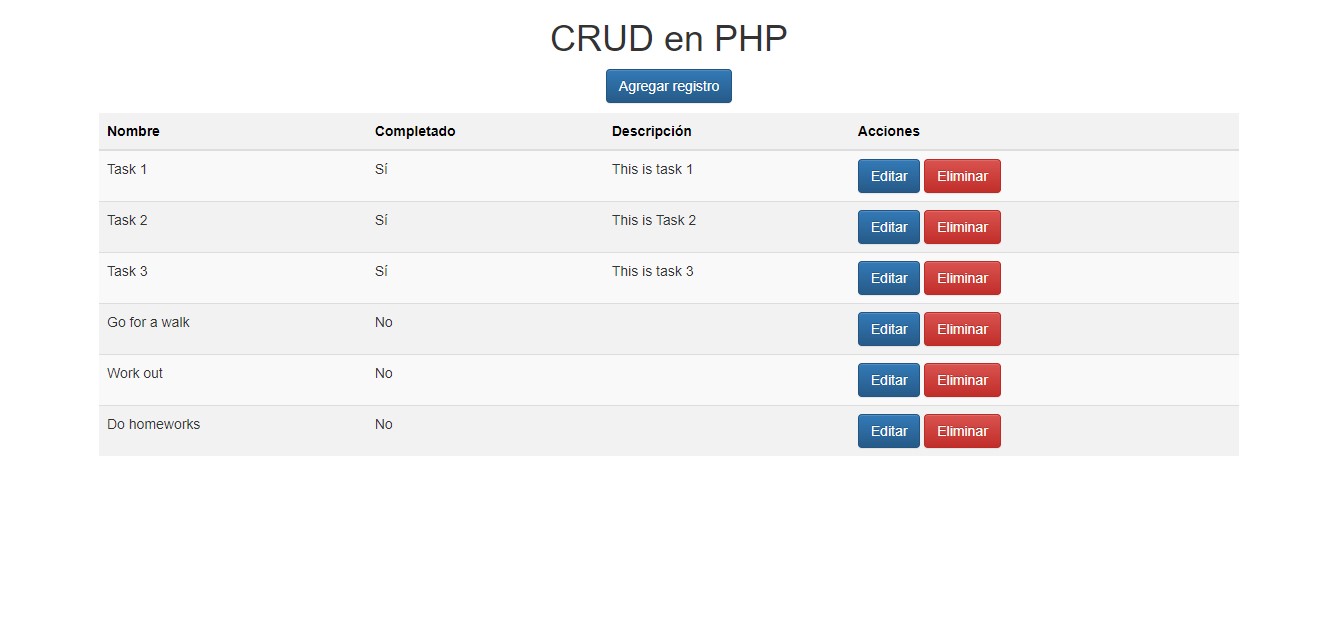 CRUD en PHP
Agregar registro
Nombre Completado Descripción Acciones
Task 1 Sí This is task 1 Editar Eliminar
Task 2 Sí This is Task 2 Editar Eliminar
Task 3 Sí This is task 3 Editar Eliminar
Go for a walk No Editar Eliminar
Work out No Editar Eliminar
Do homeworks No Editar Eliminar